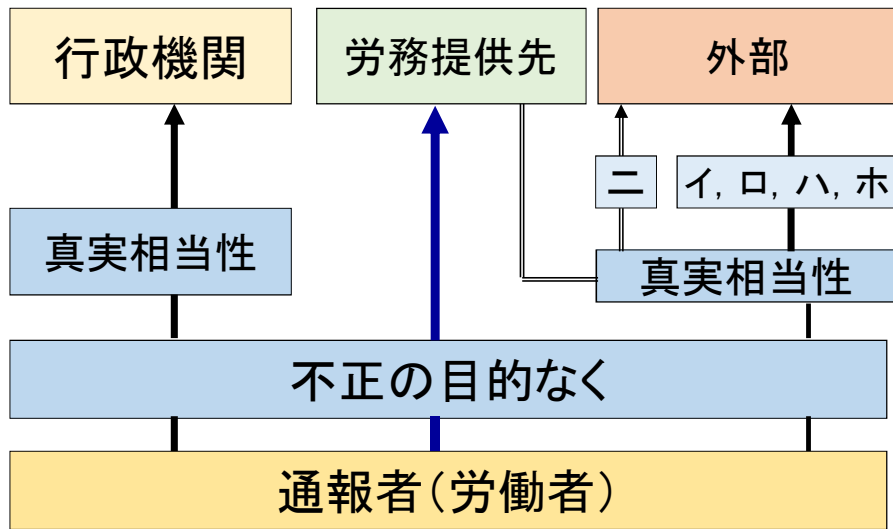 行政機関
労務提供先
外部
ニ
イ, ロ, ハ, ホ
真実相当性
真実相当性
不正の目的なく
通報者(労働者)